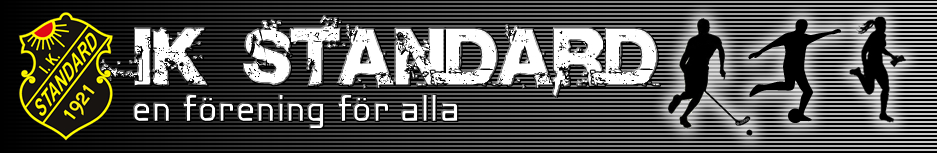 I.K.
STANDARD
1921
IK STANDARD
en förening för alla